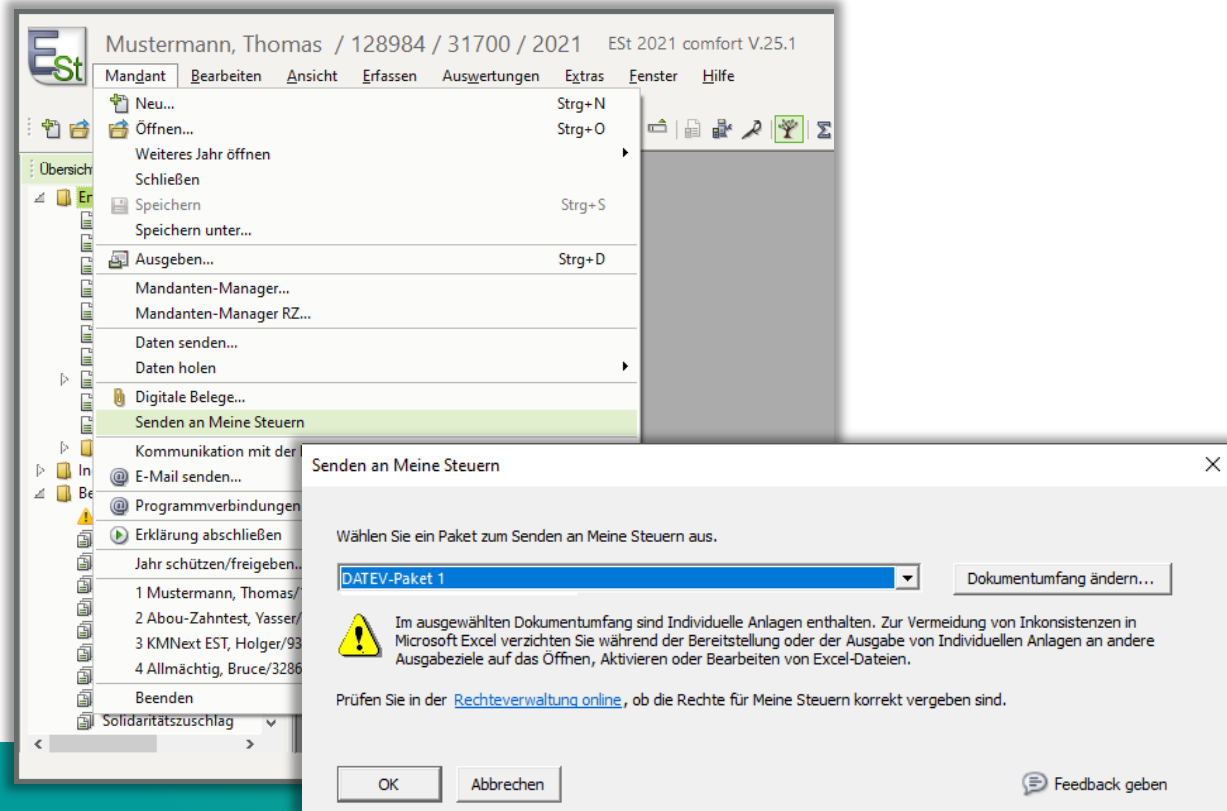 ESt
Mustermann, Thomas / 128984 / 31700 / 2021 ESt 2021 comfort V.25.1
Mandant Bearbeiten Ansicht Erfassen Auswertungen Extras Fenster Hilfe
Neu... Strg+N
Öffnen... Strg+O
Weiteres Jahr öffnen
Übersich
Schließen
Er
Speichern Strg+S
Speichern unter...
Ausgeben... Strg+D
Mandanten-Manager...
Mandanten-Manager RZ...
Daten senden...
Daten holen
Digitale Belege...
Senden an Meine Steuern
Kommunikation mit der
In
E-Mail senden...
Be
Programmverbindungen
Erklärung abschließen
Jahr schützen/freigeben..
1 Mustermann, Thomas/
2 Abou-Zahntest, Yasser/
3 KMNext EST, Holger/93
4 Allmächtig, Bruce/3286
Beenden
Solidaritätszuschlag
Senden an Meine Steuern
Wählen Sie ein Paket zum Senden an Meine Steuern aus.
DATEV-Paket 1 Dokumentumfang ändern...
Im ausgewählten Dokumentumfang sind Individuelle Anlagen enthalten. Zur Vermeidung von Inkonsistenzen in
Microsoft Excel verzichten Sie während der Bereitstellung oder der Ausgabe von Individuellen Anlagen an andere
Ausgabeziele auf das Öffnen, Aktivieren oder Bearbeiten von Excel-Dateien.
Prüfen Sie in der Rechteverwaltung online, ob die Rechte für Meine Steuern korrekt vergeben sind.
OK Abbrechen Feedback geben